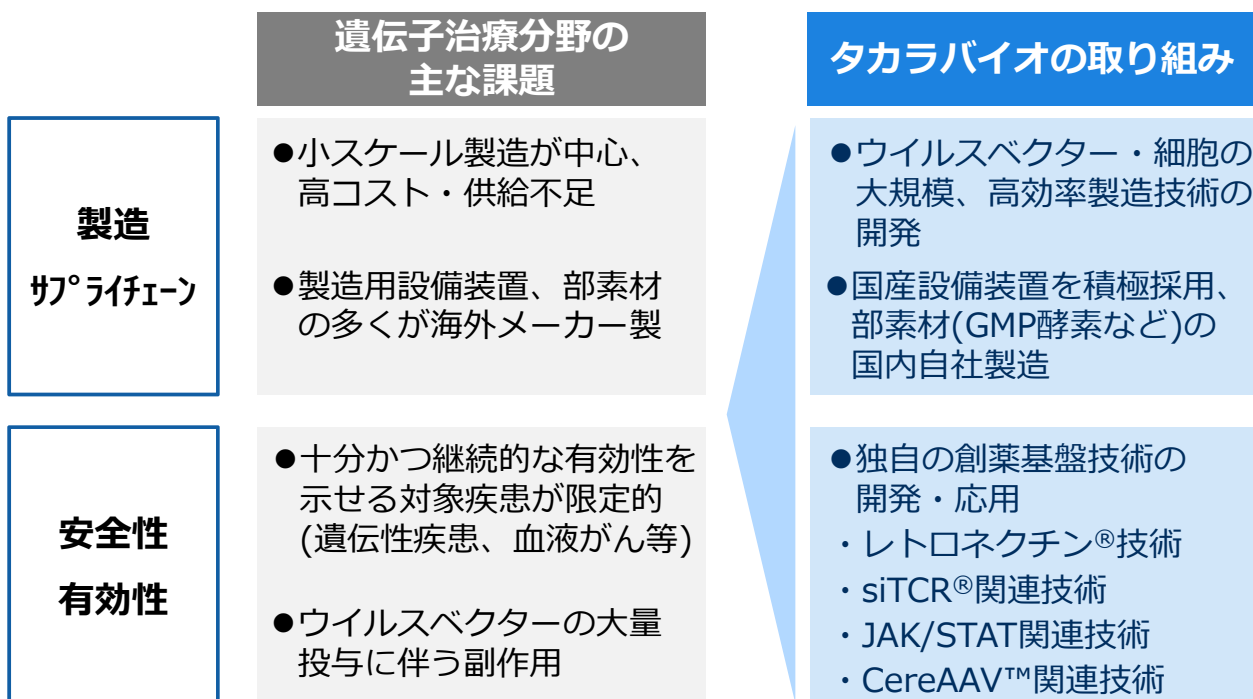 遺伝子治療分野の
主な課題
タカラバイオの取り組み
製造
ｻﾌﾟﾗｲﾁｪｰﾝ
●小スケール製造が中心、
高コスト・供給不足
●製造用設備装置、部素材
の多くが海外メーカー製
●ウイルスベクター・細胞の
大規模、高効率製造技術の
開発
●国産設備装置を積極採用、
部素材(GMP酵素など)の
国内自社製造
安全性
有効性
●十分かつ継続的な有効性を
示せる対象疾患が限定的
(遺伝性疾患、血液がん等)
●ウイルスベクターの大量
投与に伴う副作用
●独自の創薬基盤技術の
開発・応用
・レトロネクチン®技術
・siTCR®関連技術
・JAK/STAT関連技術
・CereAAV™関連技術